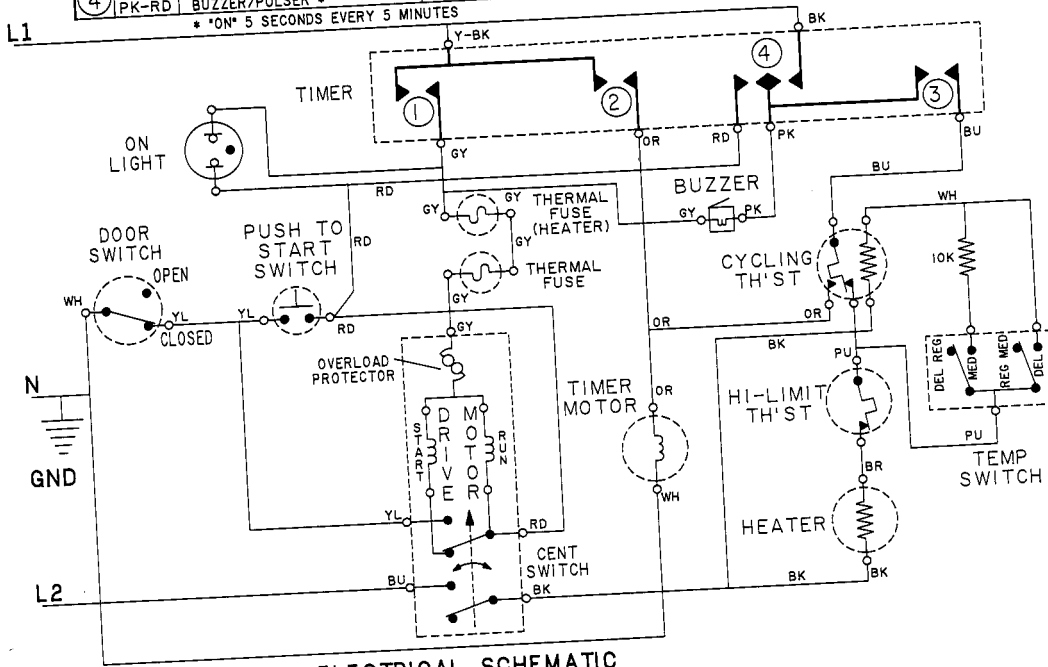 4 PK-RD BUZZER/PULSER *
* "ON" 5 SECONDS EVERY 5 MINUTES
L1
Y-BK
BK
TIMER
1
2
4
3
GY
OR
RD
PK
BU
ON
LIGHT
RD
BU
BUZZER
WH
GY
GY
THERMAL
FUSE
(HEATER)
GY
PK
GY
DOOR
SWITCH
PUSH TO
START
SWITCH
RD
THERMAL
FUSE
CYCLING
TH'ST
10K
OPEN
WH
YL
CLOSED
YL
RD
GY
GY
OR
OR
BK
PU
OVERLOAD
PROTECTOR
DEL REG
MED
REG MED
DEL
N
GND
TIMER
MOTOR
OR
HI-LIMIT
TH'ST
START
DRIVE
MOTOR
RUN
PU
TEMP
SWITCH
BR
WH
YL
RD
HEATER
CENT
SWITCH
L2
BU
BK
BK
BK
ELECTRICAL SCHEMATIC